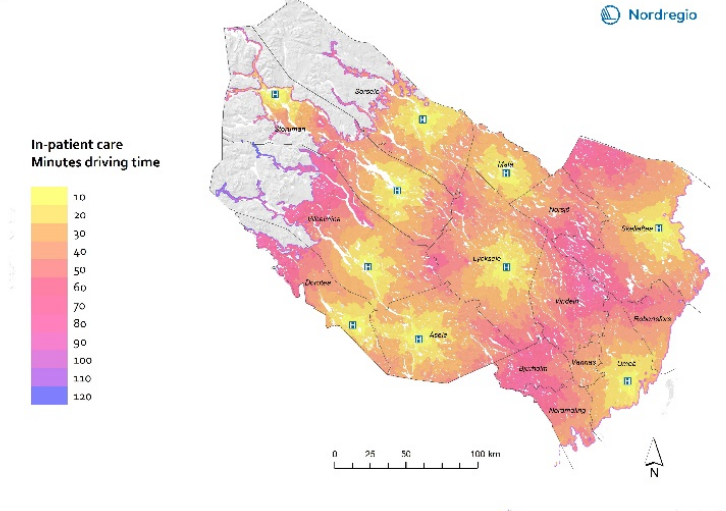 Nordregio
Sorsele
Storuman
H
H
In-patient care
Minutes driving time
Malå
H
H
10
20
30
40
50
60
70
80
90
100
110
120
Norsjö
Vilhelmina
Skellefteå
H
Lycksele
H
H
Dorotea
Vindeln
Robertsfors
H
H
Åsele
Bjurholm
Vännäs
Umeå
H
Nordmaling
0 25 50 100 km
N